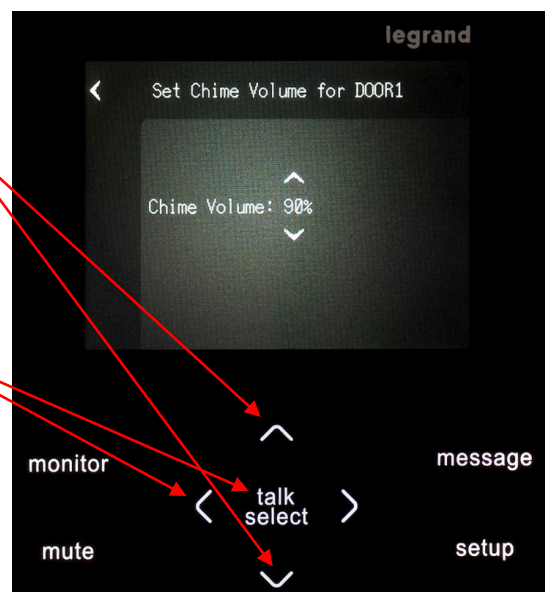 legrand
Set Chime Volume for DOOR1
Chime Volume: 90%
monitor
message
talk
select
mute
setup